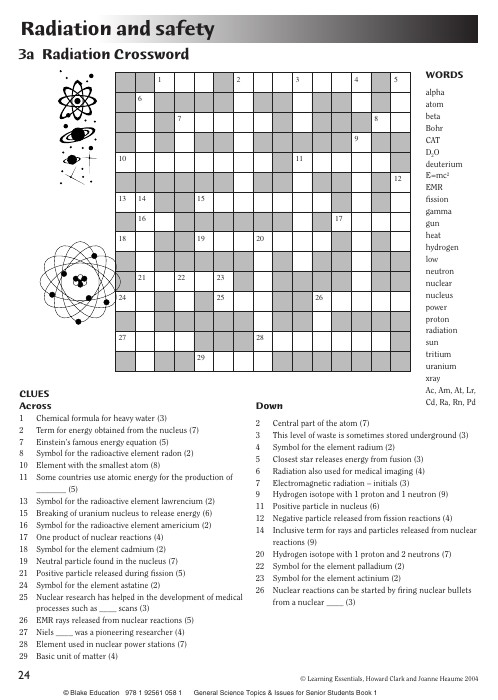 Radiation and safety
3a Radiation Crossword
WORDS
alpha
atom
beta
Bohr
CAT
D₂O
deuterium
E=mc²
EMR
fission
gamma
gun
heat
hydrogen
low
neutron
nuclear
nucleus
power
proton
radiation
sun
tritium
uranium
xray
Ac, Am, At, Lr,
Cd, Ra, Rn, Pd
1 2 3 4 5
6
7 8
9
10 11
12
13 14 15
16 17
18 19 20
21 22 23
24 25 26
27 28
29
CLUES
Across
1 Chemical formula for heavy water (3)
2 Term for energy obtained from the nucleus (7)
7 Einstein's famous energy equation (5)
8 Symbol for the radioactive element radon (2)
10 Element with the smallest atom (8)
11 Some countries use atomic energy for the production of
_______ (5)
13 Symbol for the radioactive element lawrencium (2)
15 Breaking of uranium nucleus to release energy (6)
16 Symbol for the radioactive element americium (2)
17 One product of nuclear reactions (4)
18 Symbol for the element cadmium (2)
19 Neutral particle found in the nucleus (7)
21 Positive particle released during fission (5)
24 Symbol for the element astatine (2)
25 Nuclear research has helped in the development of medical
processes such as ____ scans (3)
26 EMR rays released from nuclear reactions (5)
27 Niels ____ was a pioneering researcher (4)
28 Element used in nuclear power stations (7)
29 Basic unit of matter (4)
Down
2 Central part of the atom (7)
3 This level of waste is sometimes stored underground (3)
4 Symbol for the element radium (2)
5 Closest star releases energy from fusion (3)
6 Radiation also used for medical imaging (4)
7 Electromagnetic radiation – initials (3)
9 Hydrogen isotope with 1 proton and 1 neutron (9)
11 Positive particle in nucleus (6)
12 Negative particle released from fission reactions (4)
14 Inclusive term for rays and particles released from nuclear
reactions (9)
20 Hydrogen isotope with 1 proton and 2 neutrons (7)
22 Symbol for the element palladium (2)
23 Symbol for the element actinium (2)
26 Nuclear reactions can be started by firing nuclear bullets
from a nuclear ____ (3)
24
© Learning Essentials, Howard Clark and Joanne Heaume 2004
© Blake Education 978 1 92561 058 1 General Science Topics & Issues for Senior Students Book 1